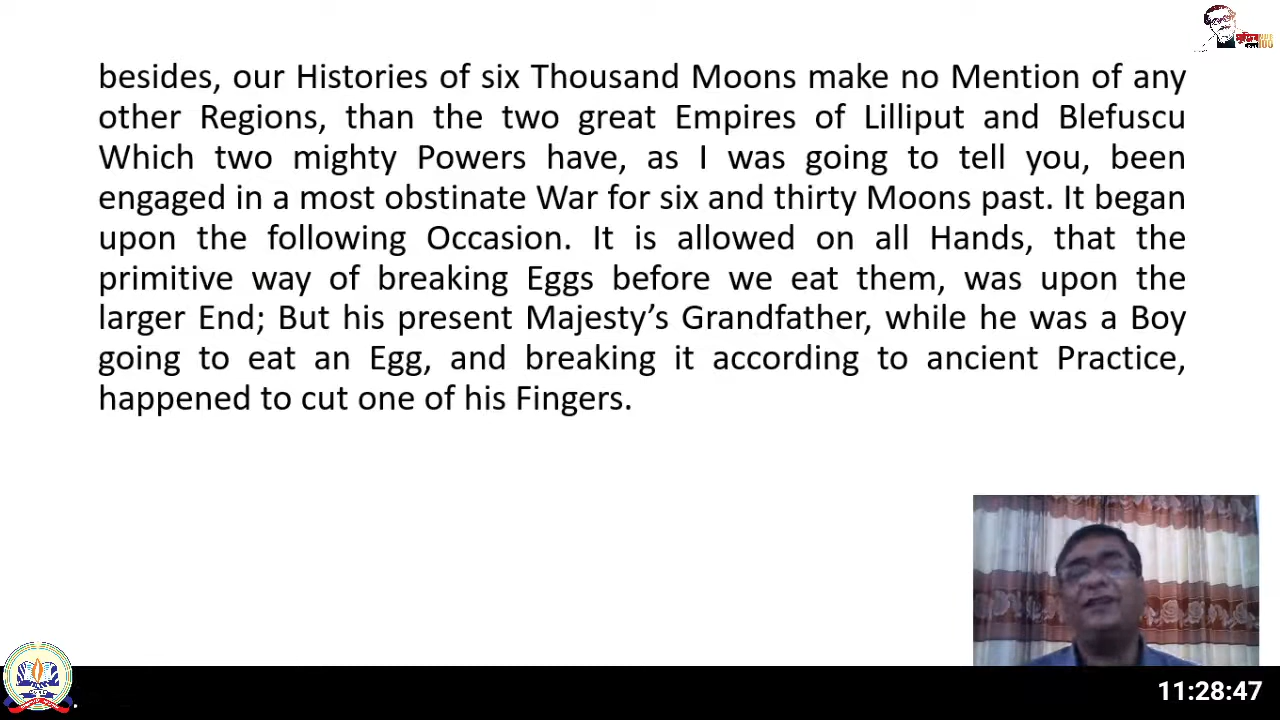 besides, our Histories of six Thousand Moons make no Mention of any
other Regions, than the two great Empires of Lilliput and Blefuscu
Which two mighty Powers have, as I was going to tell you, been
engaged in a most obstinate War for six and thirty Moons past. It began
upon the following Occasion. It is allowed on all Hands, that the
primitive way of breaking Eggs before we eat them, was upon the
larger End; But his present Majesty’s Grandfather, while he was a Boy
going to eat an Egg, and breaking it according to ancient Practice,
happened to cut one of his Fingers.
11:28:47